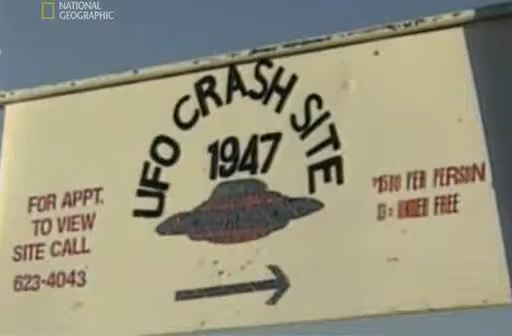 NATIONAL
GEOGRAPHIC
UFO CRASH SITE
1947
FOR APPT.
TO VIEW
SITE CALL
623-4043
PER PERSON
UNDER FREE